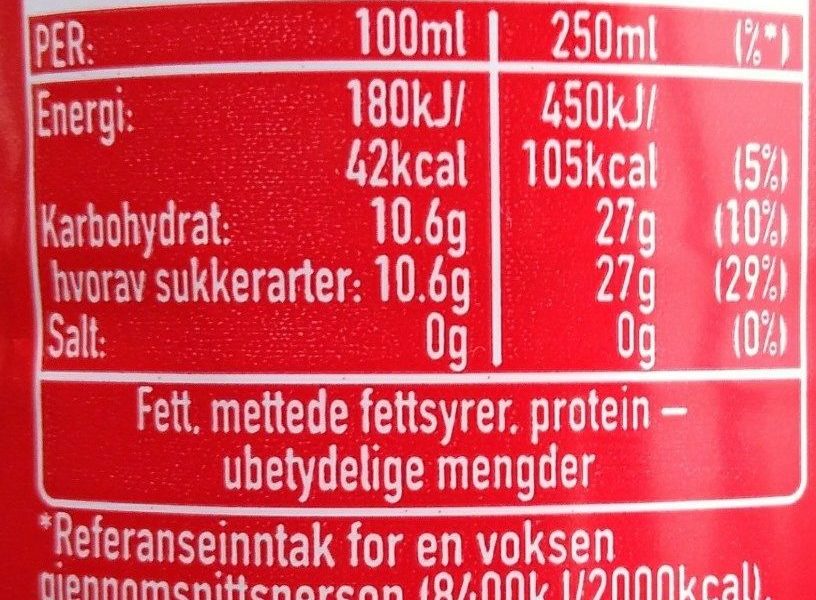 PER: 100ml 250ml (%*)
Energi: 180kJ/ 450kJ/
42kcal 105kcal (5%)
Karbohydrat: 10.6g 27g (10%)
hvorav sukkerarter: 10.6g 27g (29%)
Salt: 0g 0g (0%)
Fett, mettede fettsyrer, protein –
ubetydelige mengder
*Referanseinntak for en voksen
gjennomsnittsperson (8400kJ/2000kcal).